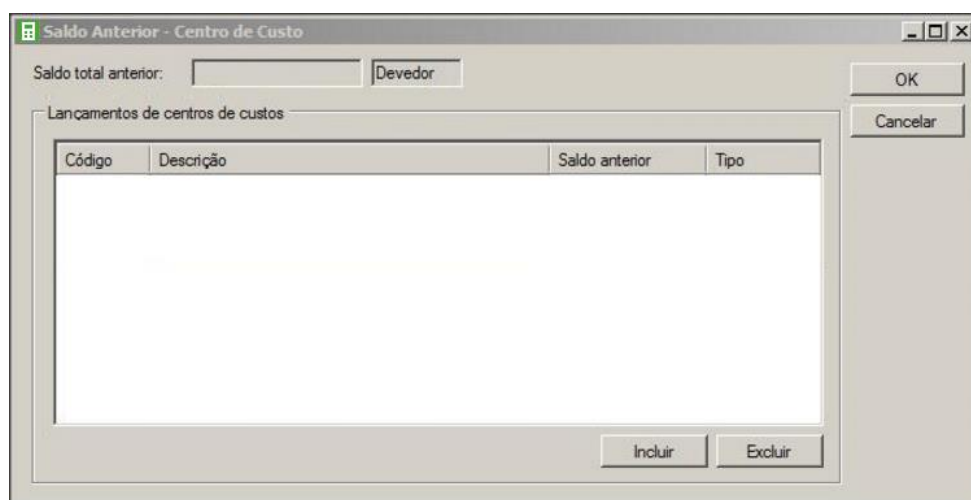 Saldo Anterior - Centro de Custo
Saldo total anterior: Devedor
OK
Lançamentos de centros de custos
Cancelar
Código Descrição Saldo anterior Tipo
Incluir Excluir